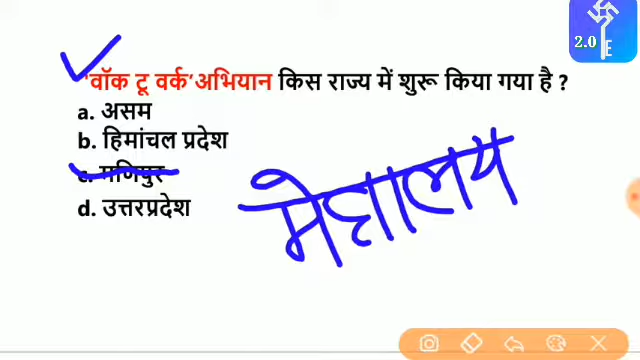 2.0
E
'वॉक टू वर्क' अभियान किस राज्य में शुरू किया गया है ?
a. असम
b. हिमांचल प्रदेश
c. मणिपुर
d. उत्तरप्रदेश
मेघालय